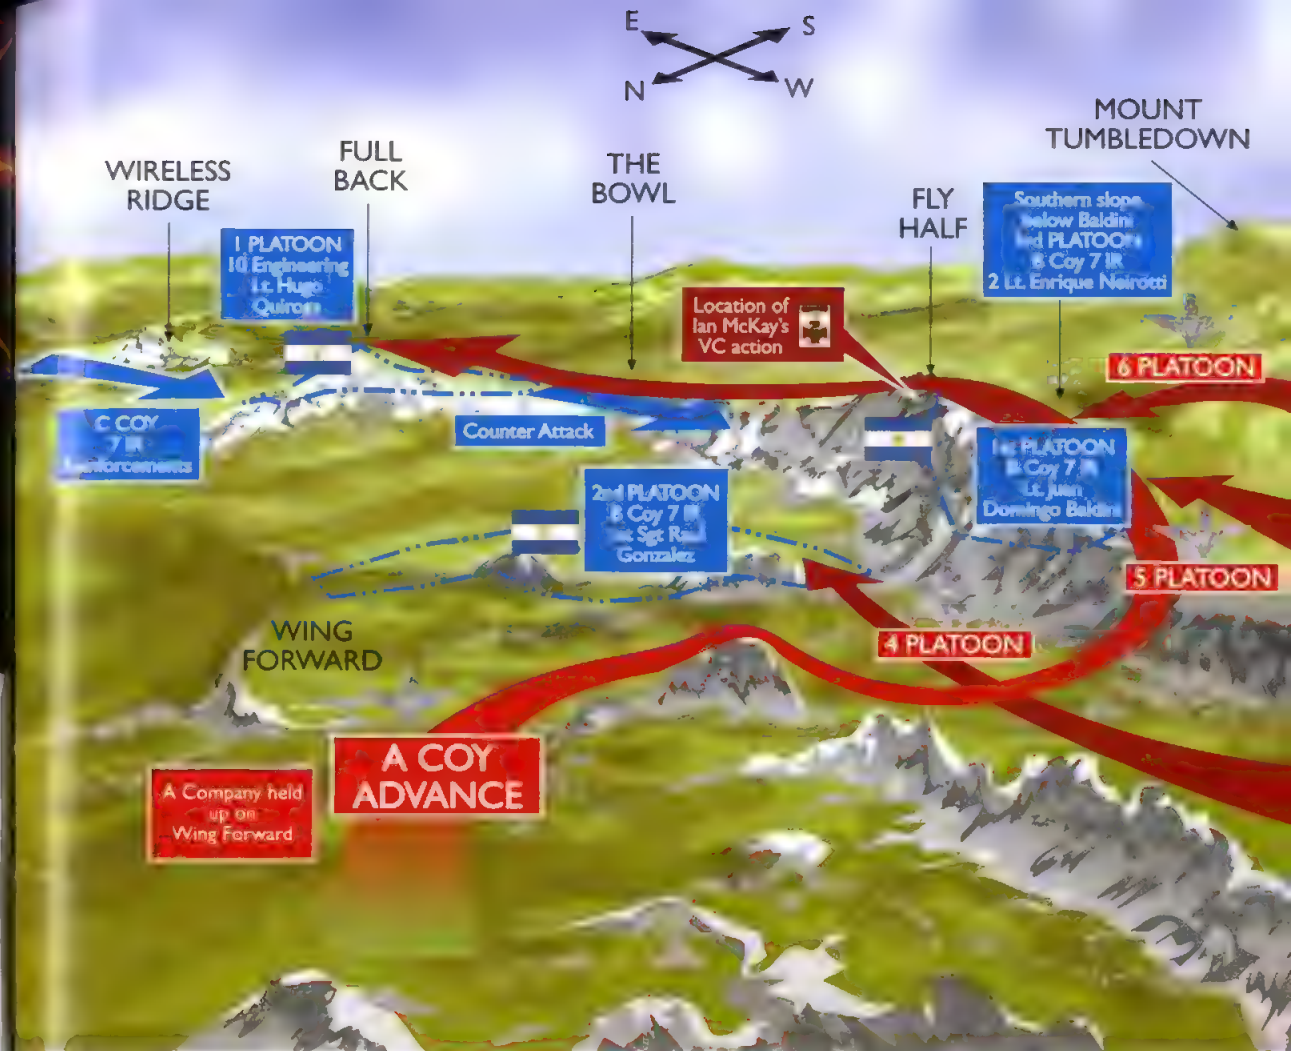 E
S
N
W
MOUNT
TUMBLEDOWN
WIRELESS
RIDGE
FULL
BACK
THE
BOWL
FLY
HALF
Southern slope
below Baldini
PLATOON
B Coy 7 IR
2 Lt. Enrique Neirotti
1 PLATOON
10 Engineering
Lt. Hugo
Location of
Ian McKay's
VC action
6 PLATOON
C COY
7 IR
Reinforcements
Counter Attack
1st PLATOON
B Coy 7 IR
Lt. Juan
Domingo Baldini
2nd PLATOON
B Coy 7 IR
Sgt
Gonzalez
5 PLATOON
WING
FORWARD
4 PLATOON
A COY
ADVANCE
A Company held
up on
Wing Forward